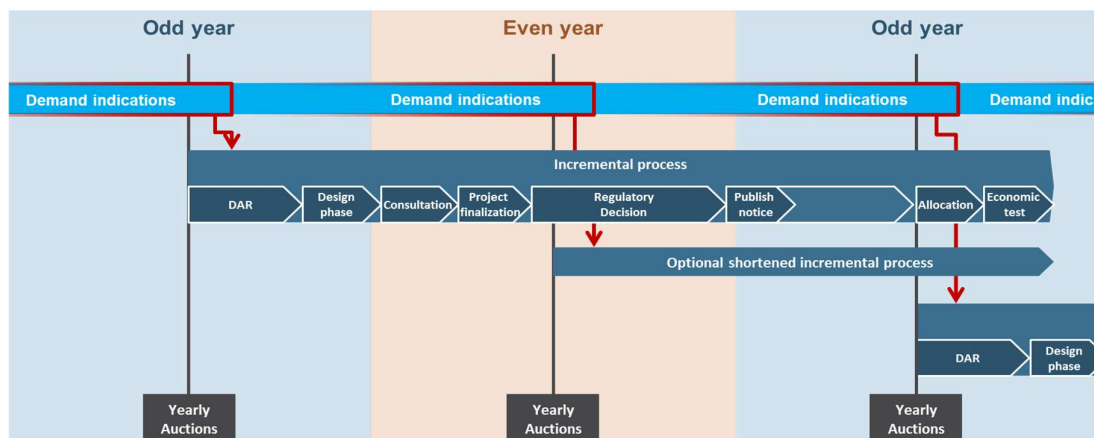 Odd year
Even year
Odd year
Demand indications
Demand indications
Demand indications
Demand indic
Incremental process
DAR
Design
phase
Consultation
Project
finalization
Regulatory
Decision
Publish
notice
Allocation
Economic
test
Optional shortened incremental process
DAR
Design
phase
Yearly
Auctions
Yearly
Auctions
Yearly
Auctions